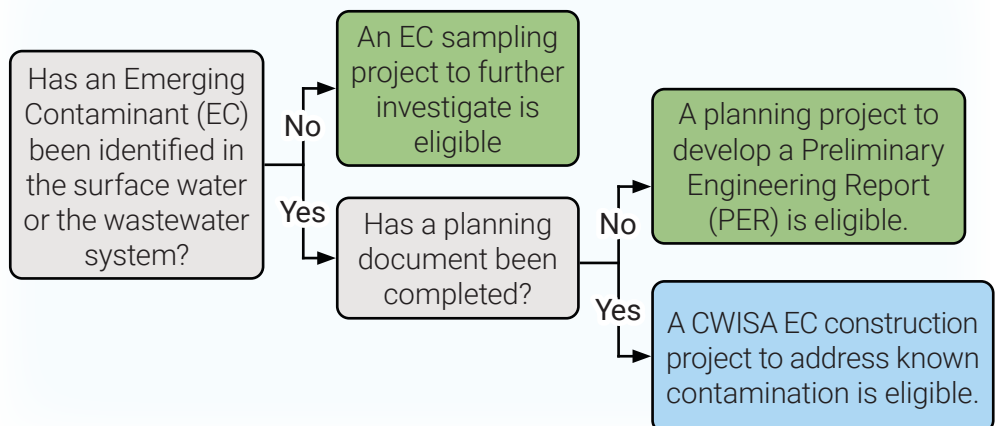 Has an Emerging
Contaminant (EC)
been identified in
the surface water
or the wastewater
system?
No
An EC sampling
project to further
investigate is
eligible
Yes
Has a planning
document been
completed?
No
A planning project to
develop a Preliminary
Engineering Report
(PER) is eligible.
Yes
A CWISA EC construction
project to address known
contamination is eligible.